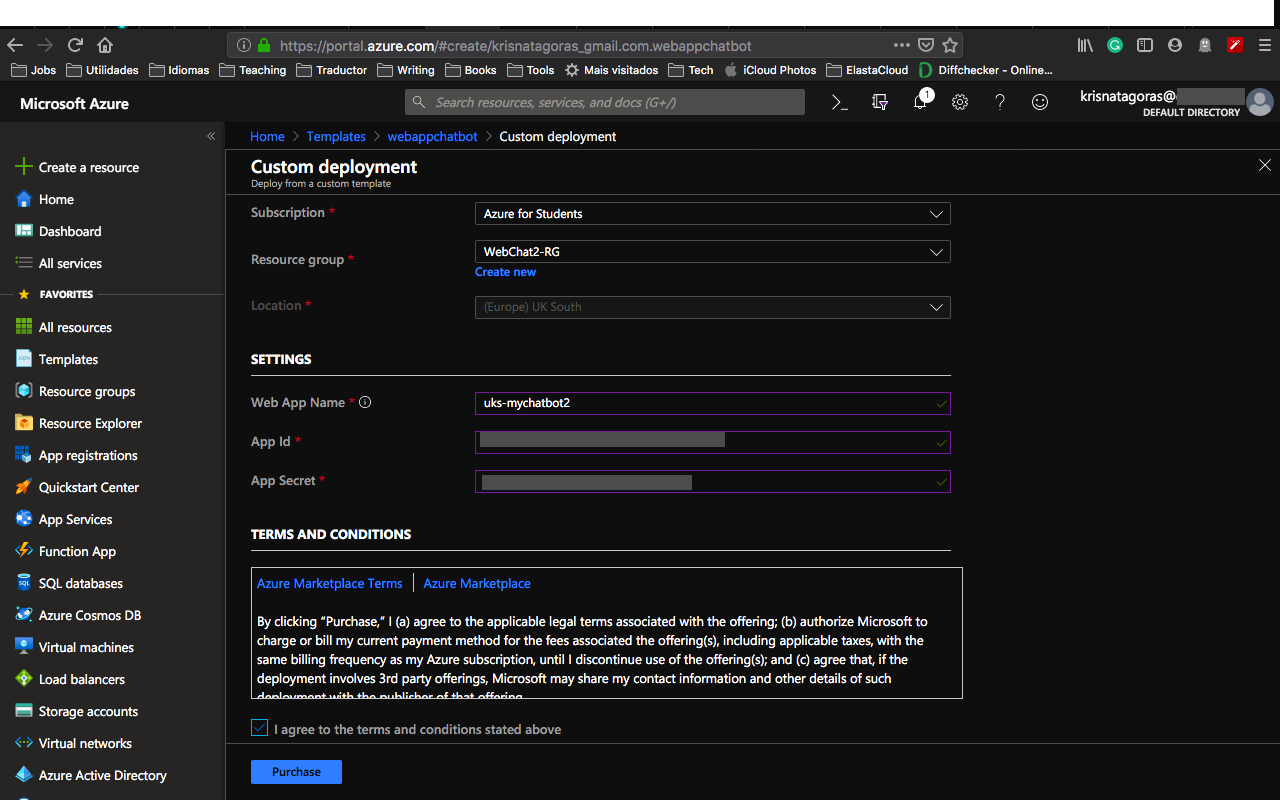 https://portal.azure.com/#create/krisnatagoras_gmail.com.webappchatbot
Jobs Utilidades Idiomas Teaching Traductor Writing Books Tools Mais visitados Tech iCloud Photos ElastaCloud Diffchecker - Online...
Microsoft Azure
Search resources, services, and docs (G+/)
1
krisnatagoras@
DEFAULT DIRECTORY
Home > Templates > webappchatbot > Custom deployment
Custom deployment
Deploy from a custom template
Create a resource
Home
Dashboard
All services
FAVORITES
All resources
Templates
Resource groups
Resource Explorer
App registrations
Quickstart Center
App Services
Function App
SQL databases
Azure Cosmos DB
Virtual machines
Load balancers
Storage accounts
Virtual networks
Azure Active Directory
Subscription * Azure for Students
Resource group * WebChat2-RG
Create new
Location * (Europe) UK South
SETTINGS
Web App Name * uks-mychatbot2
App Id *
App Secret *
TERMS AND CONDITIONS
Azure Marketplace Terms | Azure Marketplace
By clicking “Purchase,” I (a) agree to the applicable legal terms associated with the offering; (b) authorize Microsoft to
charge or bill my current payment method for the fees associated the offering(s), including applicable taxes, with the
same billing frequency as my Azure subscription, until I discontinue use of the offering(s); and (c) agree that, if the
deployment involves 3rd party offerings, Microsoft may share my contact information and other details of such
deployment with the publisher of that offering.
I agree to the terms and conditions stated above
Purchase